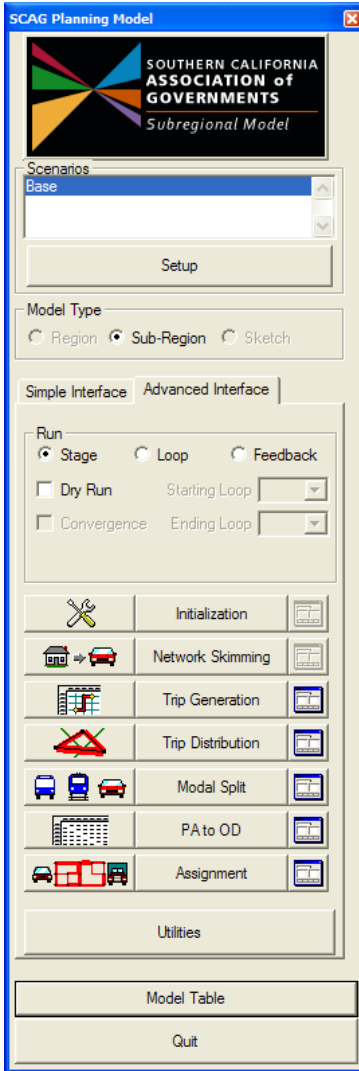 SCAG Planning Model
SOUTHERN CALIFORNIA
ASSOCIATION of
GOVERNMENTS
Subregional Model
Scenarios
Base
Setup
Model Type
Region Sub-Region Sketch
Simple Interface Advanced Interface
Run
Stage Loop Feedback
Dry Run Starting Loop
Convergence Ending Loop
Initialization
Network Skimming
Trip Generation
Trip Distribution
Modal Split
PA to OD
Assignment
Utilities
Model Table
Quit